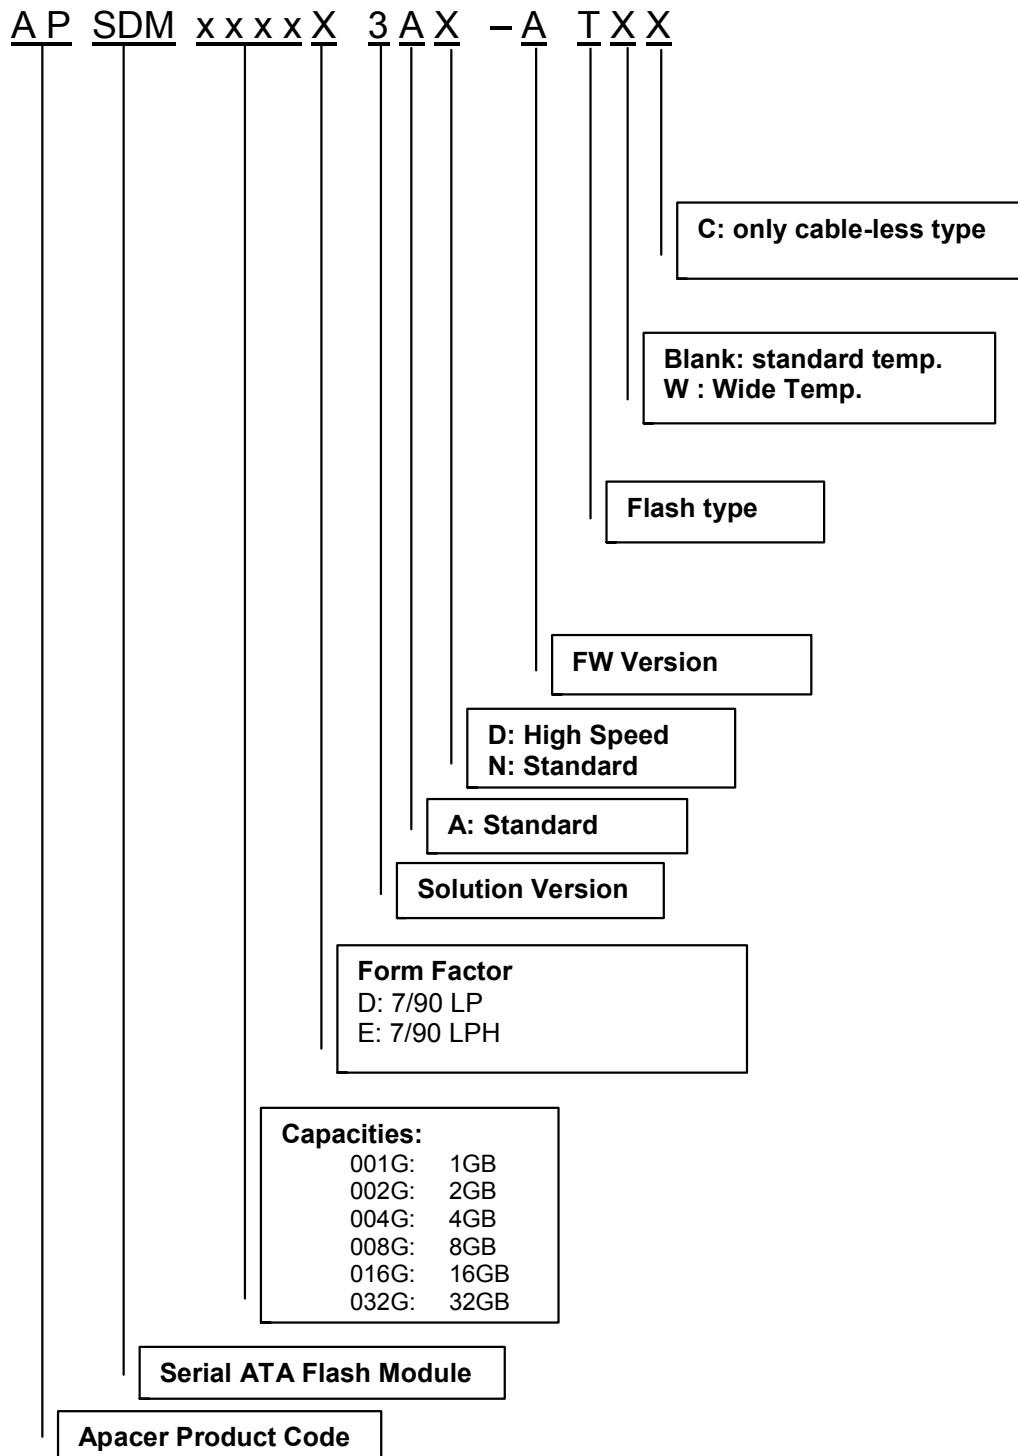 A P SDM x x x x X 3 A X – A T X X
C: only cable-less type
Blank: standard temp.
W : Wide Temp.
Flash type
FW Version
D: High Speed
N: Standard
A: Standard
Solution Version
Form Factor
D: 7/90 LP
E: 7/90 LPH
Capacities:
001G: 1GB
002G: 2GB
004G: 4GB
008G: 8GB
016G: 16GB
032G: 32GB
Serial ATA Flash Module
Apacer Product Code